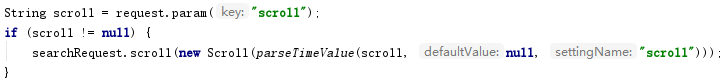 String scroll = request.param( key: "scroll");
if (scroll != null) {
    searchRequest.scroll(new Scroll(parseTimeValue(scroll, defaultValue: null, settingName: "scroll")));
}